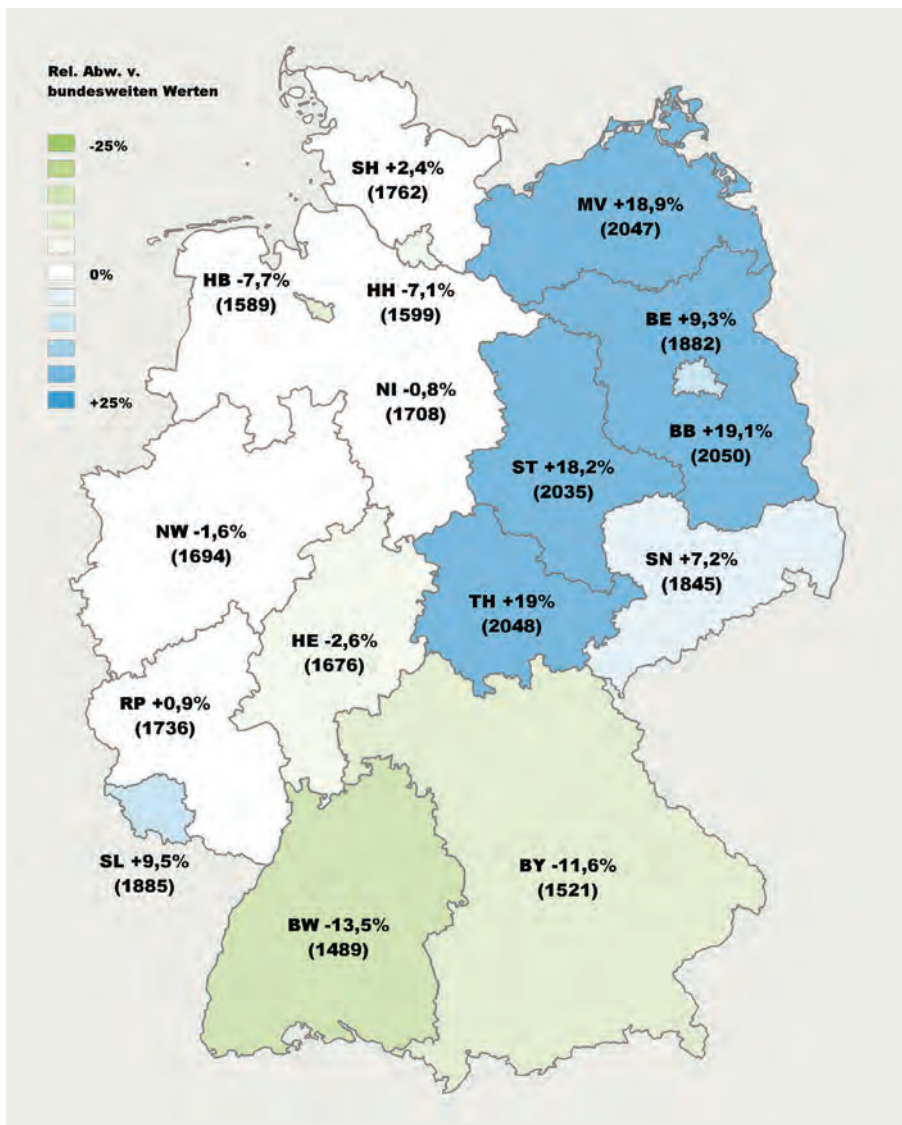 Rel. Abw. v.
bundesweiten Werten
-25%
0%
+25%
SH +2,4%
(1762)
MV +18,9%
(2047)
HB -7,7%
(1589)
HH -7,1%
(1599)
BE +9,3%
(1882)
NI -0,8%
(1708)
BB +19,1%
(2050)
ST +18,2%
(2035)
NW -1,6%
(1694)
SN +7,2%
(1845)
TH +19%
(2048)
HE -2,6%
(1676)
RP +0,9%
(1736)
SL +9,5%
(1885)
BY -11,6%
(1521)
BW -13,5%
(1489)